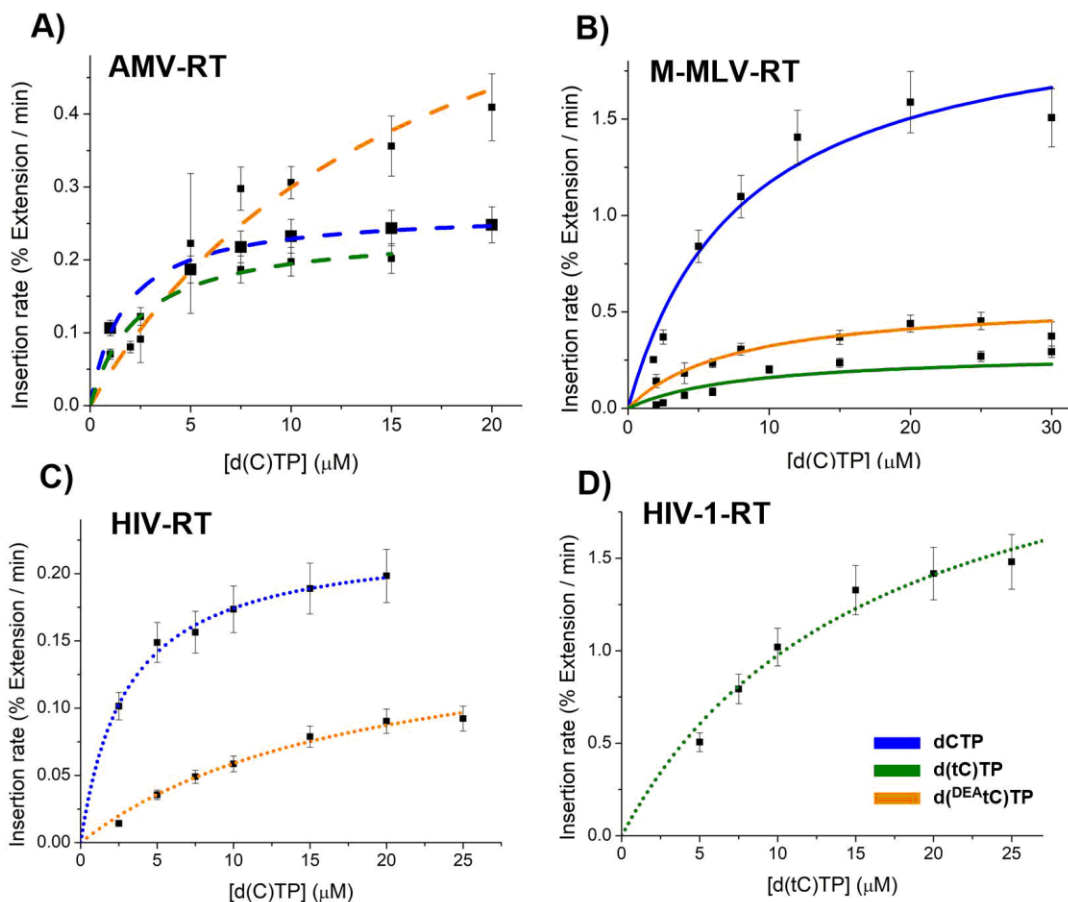 A)
AMV-RT
Insertion rate (% Extension / min)
0.4
0.3
0.2
0.1
0.0
0 5 10 15 20
[d(C)TP] (μM)
B)
M-MLV-RT
Insertion rate (% Extension / min)
1.5
1.0
0.5
0.0
0 10 20 30
[d(C)TP] (μM)
C)
HIV-RT
Insertion rate (% Extension / min)
0.20
0.15
0.10
0.05
0.00
0 5 10 15 20 25
[d(C)TP] (μM)
D)
HIV-1-RT
Insertion rate (% Extension / min)
1.5
1.0
0.5
0.0
0 5 10 15 20 25
[d(tC)TP] (μM)
dCTP
d(tC)TP
d(ᴰᴱᴬtC)TP